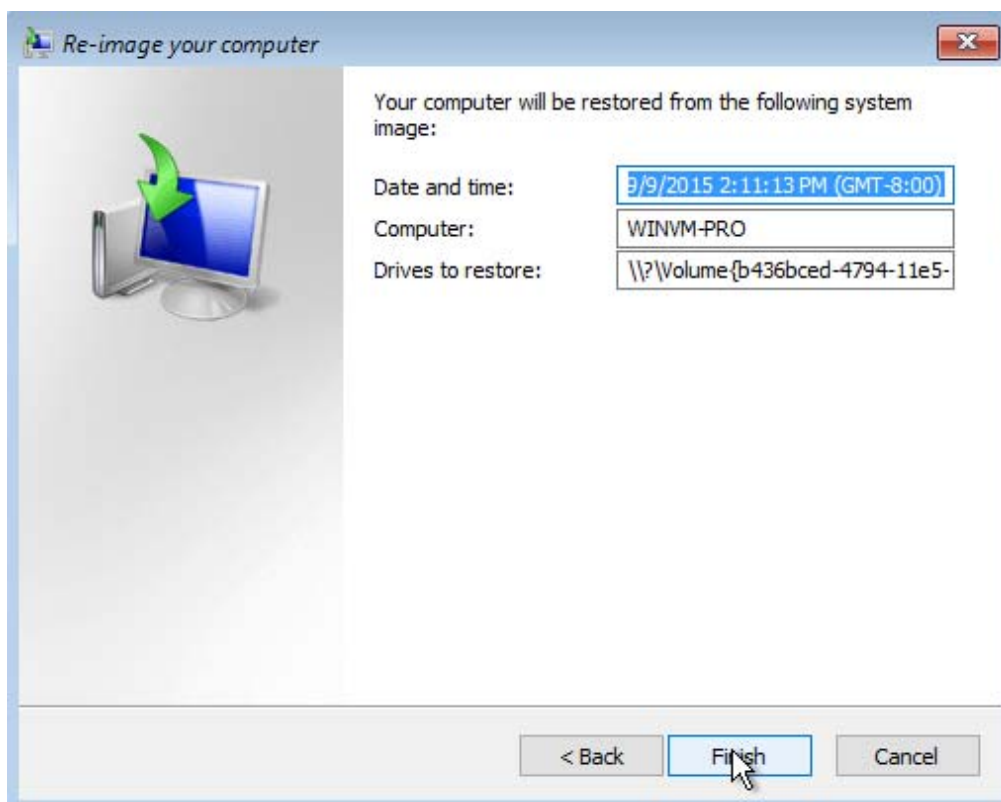 Re-image your computer
Your computer will be restored from the following system
image:
Date and time: 9/9/2015 2:11:13 PM (GMT-8:00)
Computer: WINVM-PRO
Drives to restore: \\?\Volume{b436bced-4794-11e5-
< Back Finish Cancel